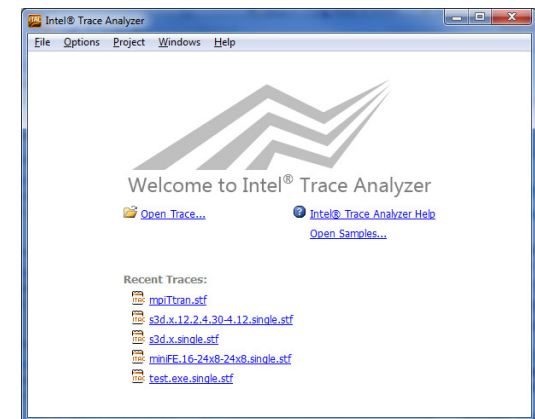 Intel® Trace Analyzer
File Options Project Windows Help
Welcome to Intel® Trace Analyzer
Open Trace... Intel® Trace Analyzer Help
Open Samples...
Recent Traces:
mpiTtran.stf
s3d.x.12.2.4.30-4.12.single.stf
s3d.x.single.stf
miniFE.16-24x8-24x8.single.stf
test.exe.single.stf